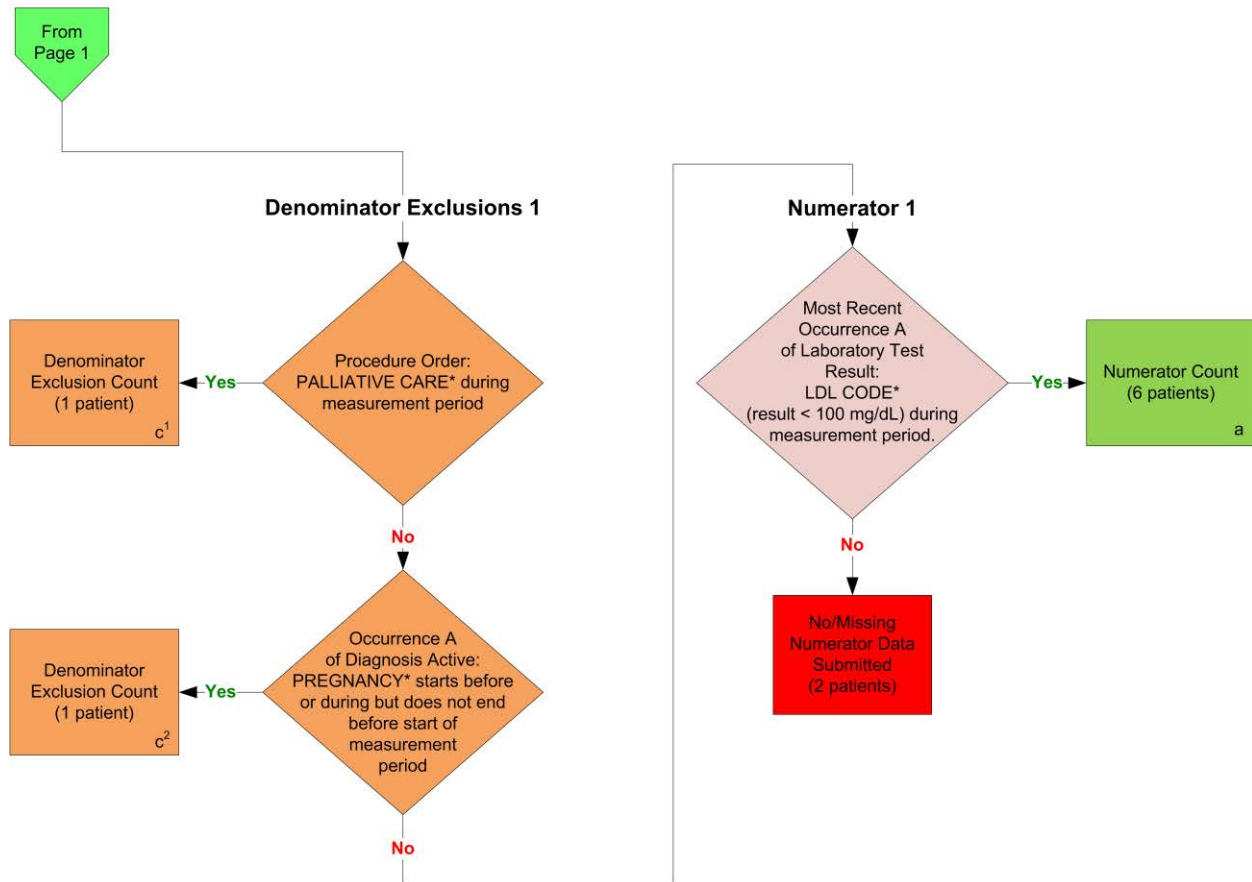 From
Page 1
Denominator Exclusions 1
Procedure Order:
PALLIATIVE CARE* during
measurement period
Yes
Denominator
Exclusion Count
(1 patient)
c¹
No
Occurrence A
of Diagnosis Active:
PREGNANCY* starts before
or during but does not end
before start of
measurement
period
Yes
Denominator
Exclusion Count
(1 patient)
c²
No
Numerator 1
Most Recent
Occurrence A
of Laboratory Test
Result:
LDL CODE*
(result < 100 mg/dL) during
measurement period.
Yes
Numerator Count
(6 patients)
a
No
No/Missing
Numerator Data
Submitted
(2 patients)